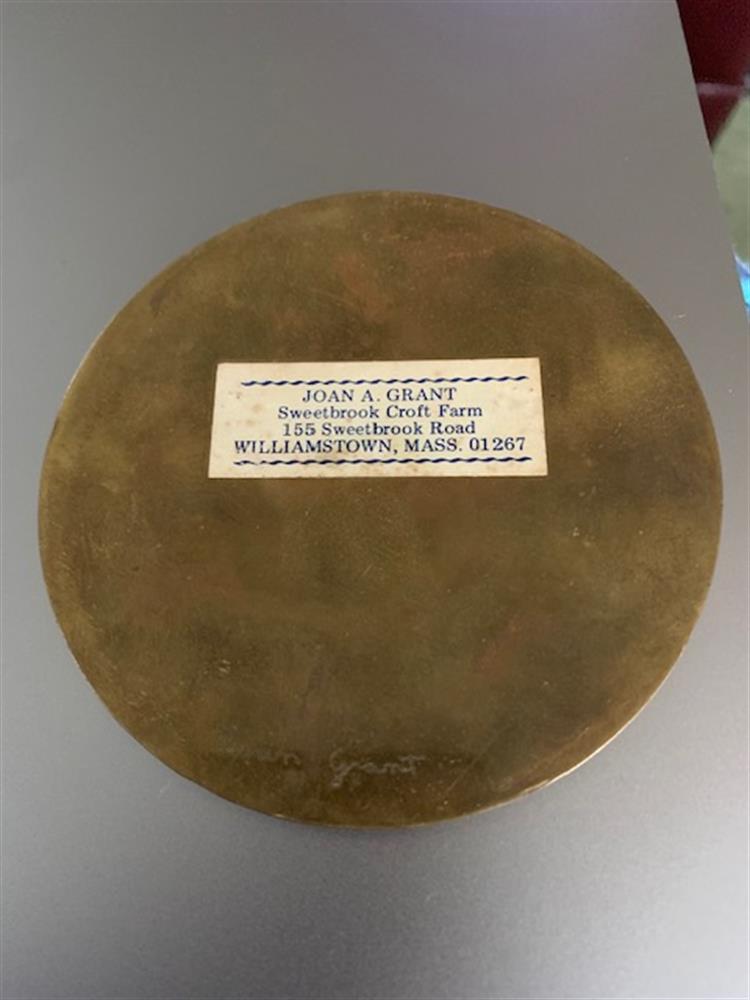 JOAN A. GRANT
Sweetbrook Croft Farm
155 Sweetbrook Road
WILLIAMSTOWN, MASS. 01267
Grant